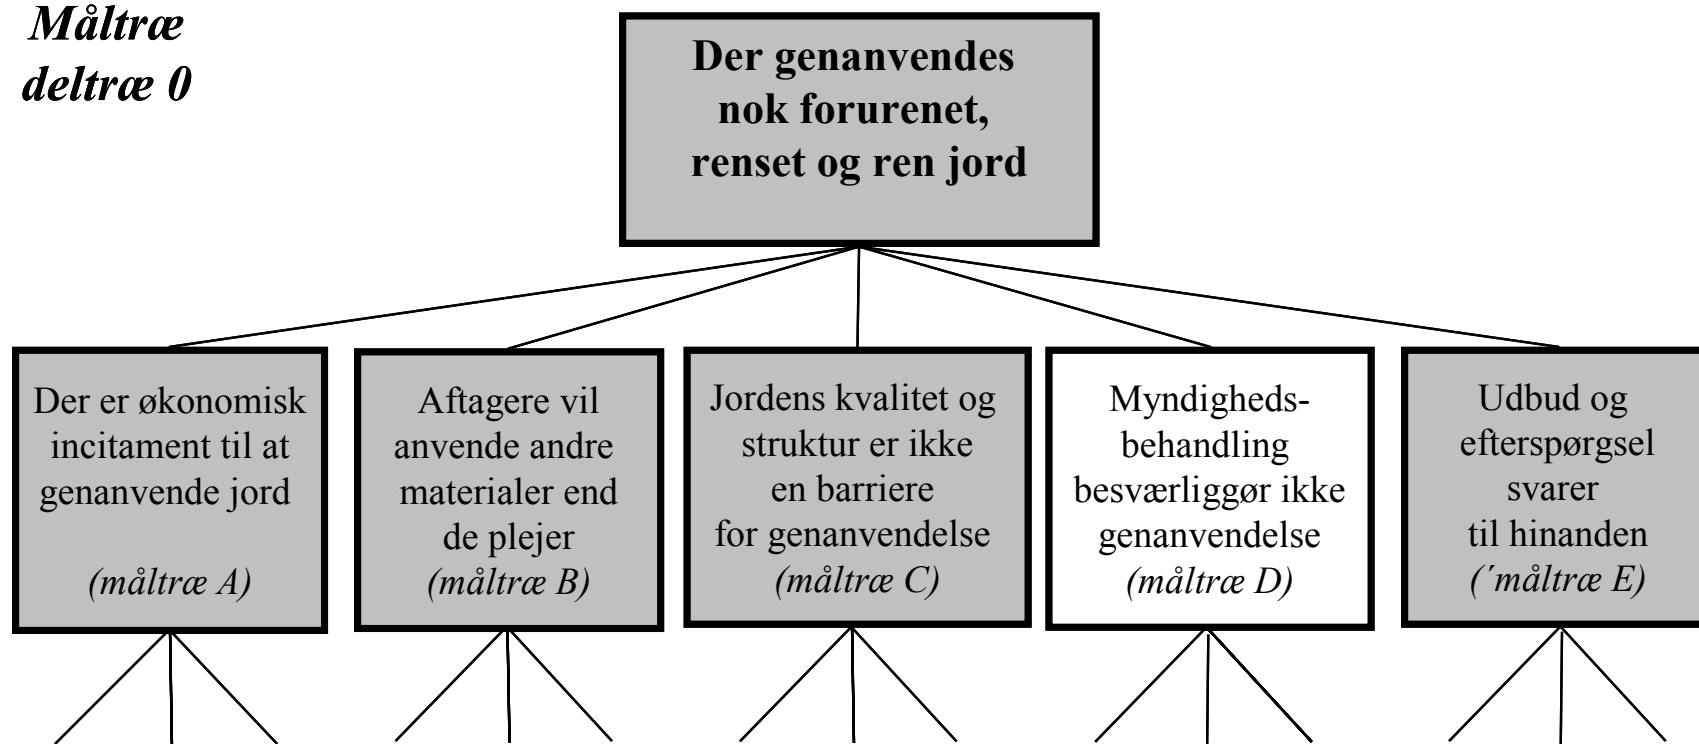 Måltræ
deltræ 0
Der genanvendes
nok forurenet,
renset og ren jord
Der er økonomisk
incitament til at
genanvende jord
(måltræ A)
Aftagere vil
anvende andre
materialer end
de plejer
(måltræ B)
Jordens kvalitet og
struktur er ikke
en barriere
for genanvendelse
(måltræ C)
Myndigheds-
behandling
besværliggør ikke
genanvendelse
(måltræ D)
Udbud og
efterspørgsel
svarer
til hinanden
(´måltræ E)